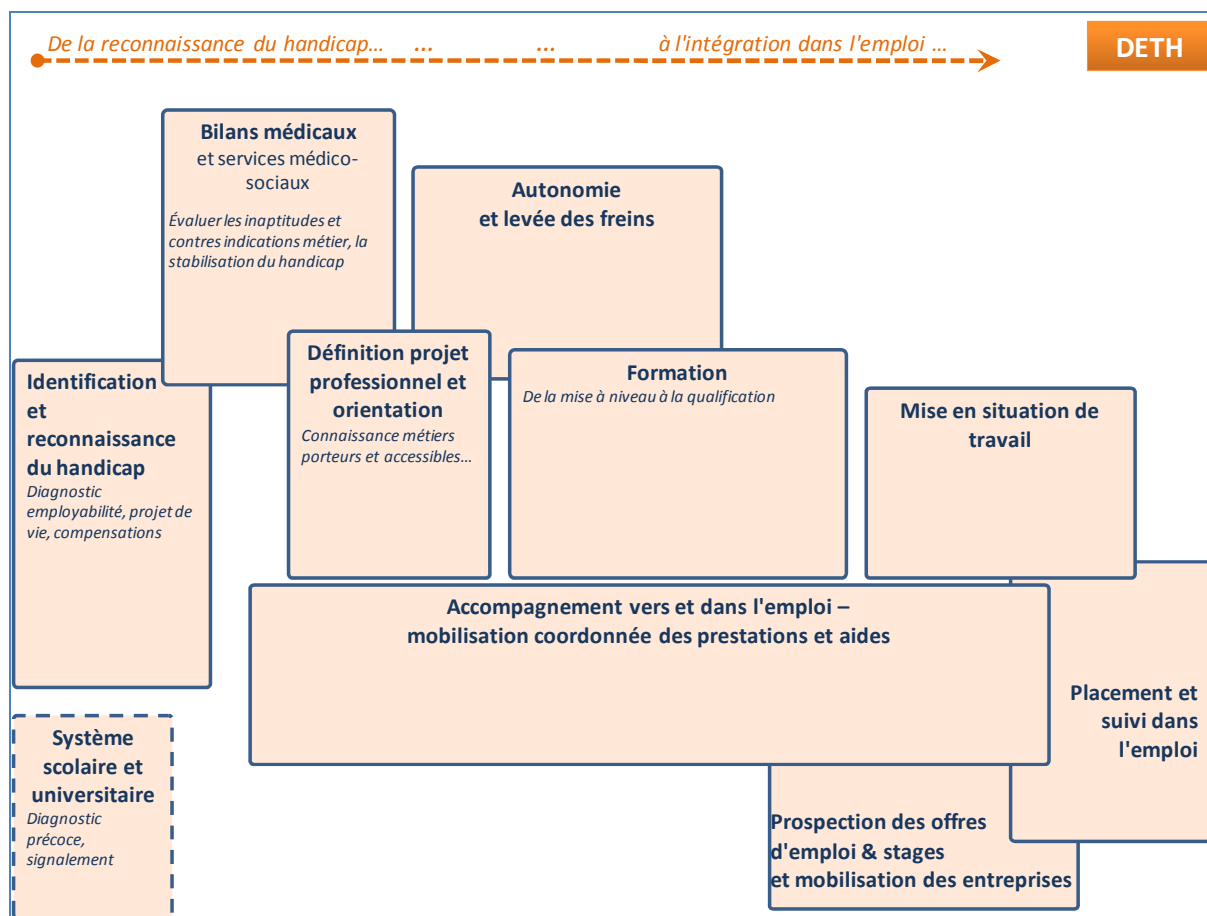 De la reconnaissance du handicap... ... ... à l'intégration dans l'emploi ...
DETH
Bilans médicaux
et services médico-
sociaux
Évaluer les inaptitudes et
contres indications métier, la
stabilisation du handicap
Autonomie
et levée des freins
Identification
et
reconnaissance
du handicap
Diagnostic
employabilité, projet de
vie, compensations
Définition projet
professionnel et
orientation
Connaissance métiers
porteurs et accessibles...
Formation
De la mise à niveau à la qualification
Mise en situation de
travail
Accompagnement vers et dans l'emploi –
mobilisation coordonnée des prestations et aides
Placement et
suivi dans
l'emploi
Système
scolaire et
universitaire
Diagnostic
précoce,
signalement
Prospection des offres
d'emploi & stages
et mobilisation des entreprises